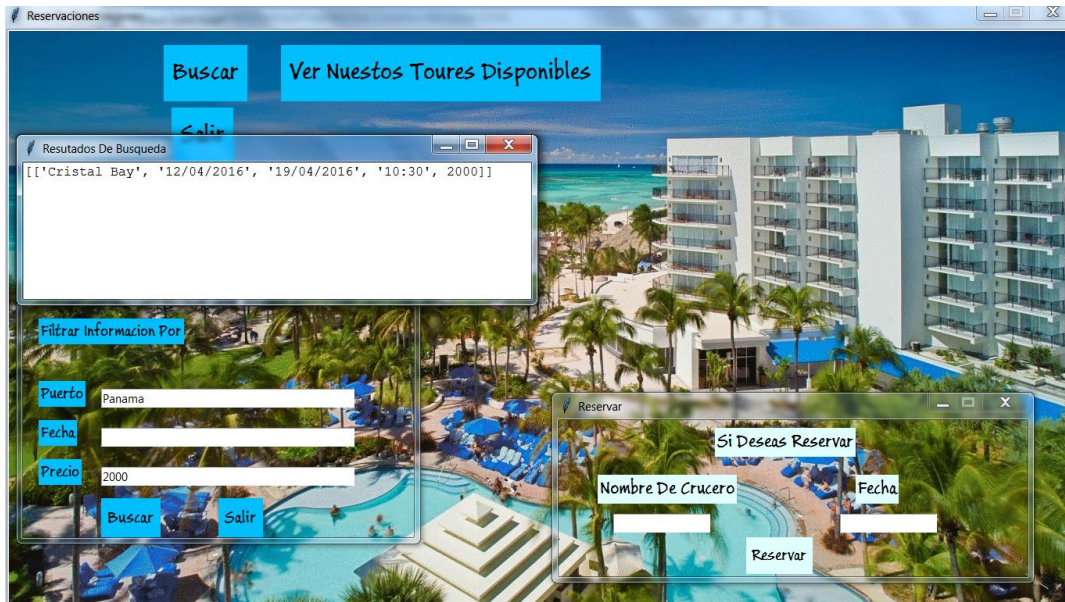 Reservaciones
Buscar
Ver Nuestos Toures Disponibles
Salir
Resutados De Busqueda
[['Cristal Bay', '12/04/2016', '19/04/2016', '10:30', 2000]]
Filtrar Informacion Por
Puerto
Panama
Fecha
Precio
2000
Buscar
Salir
Reservar
Si Deseas Reservar
Nombre De Crucero
Fecha
Reservar